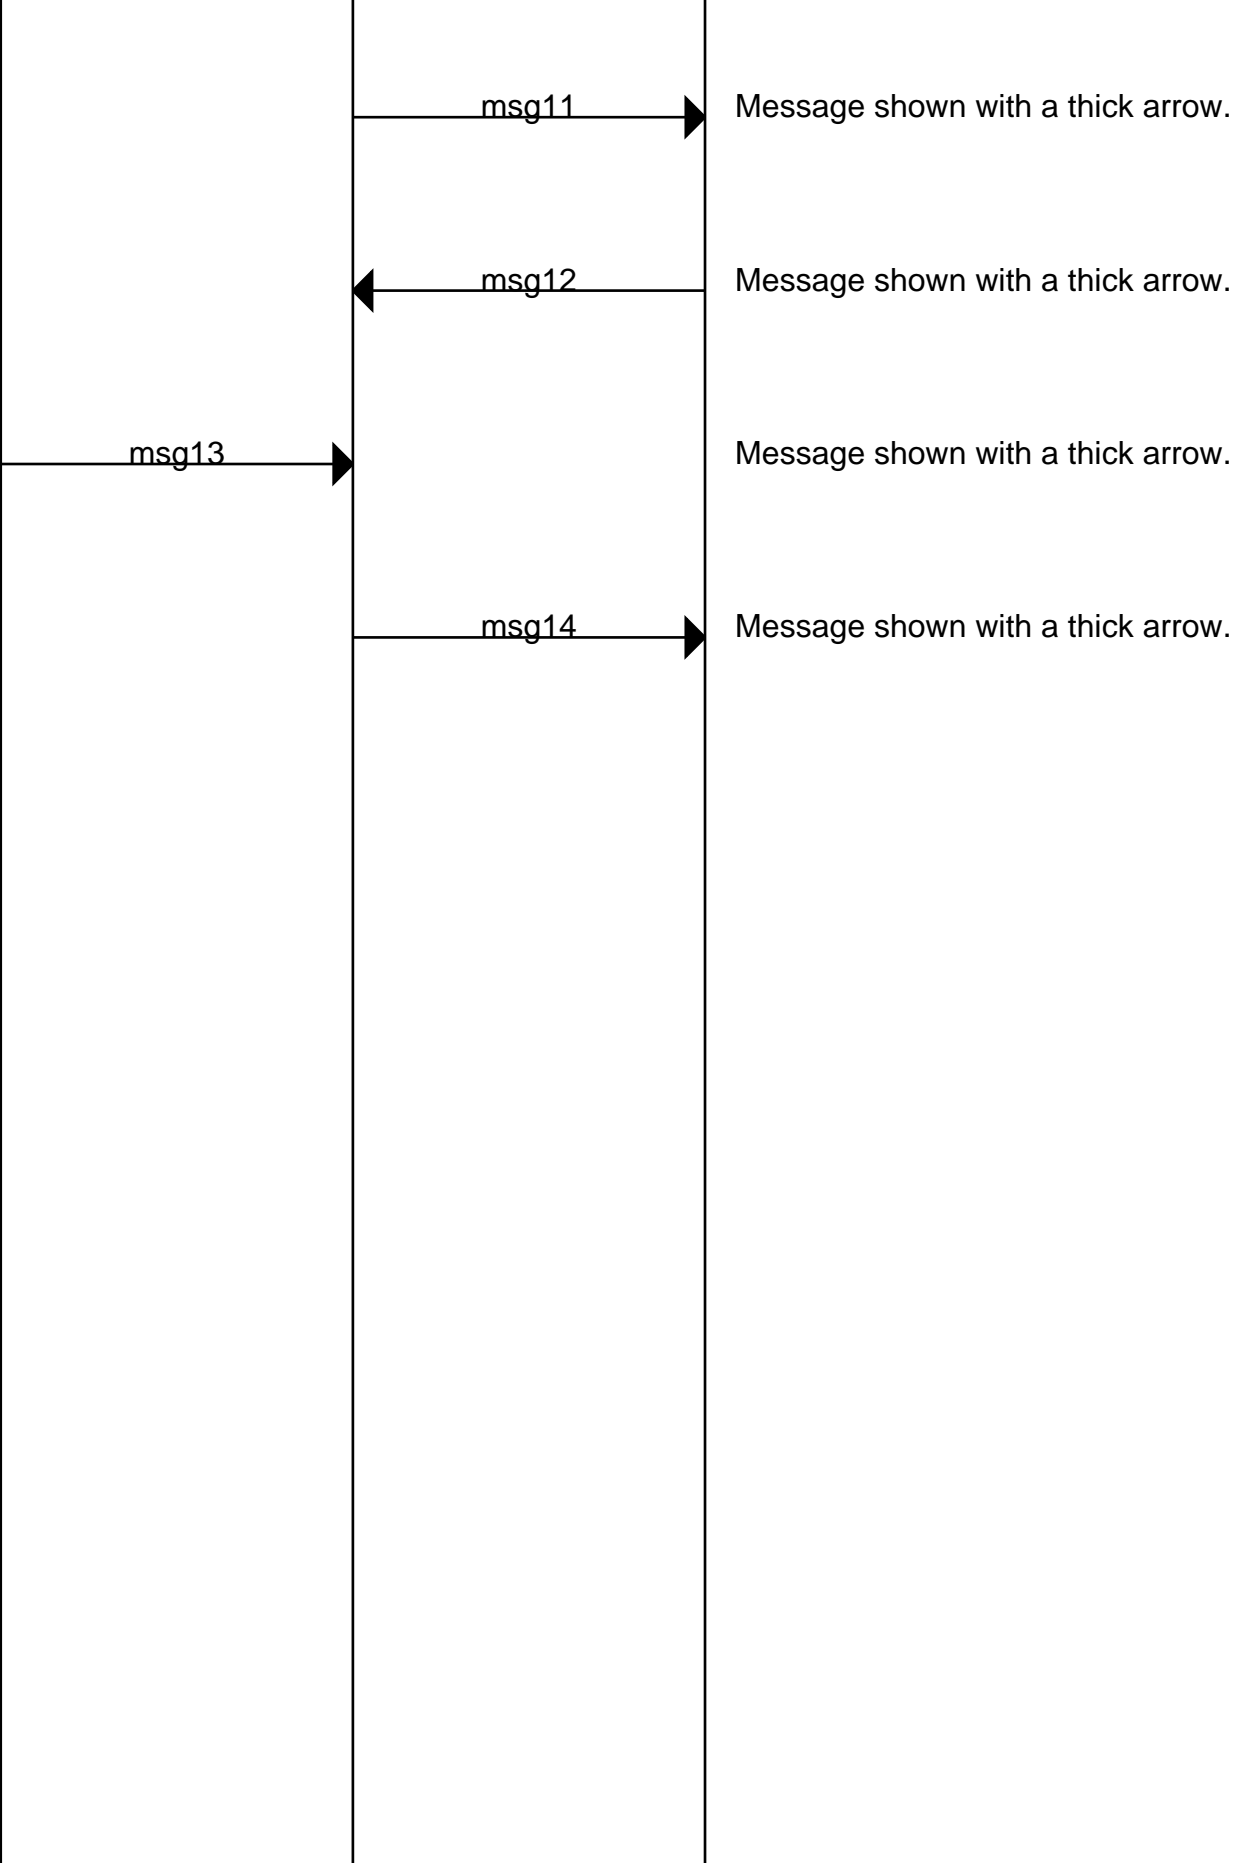 msg11 Message shown with a thick arrow.
msg12 Message shown with a thick arrow.
msg13 Message shown with a thick arrow.
msg14 Message shown with a thick arrow.